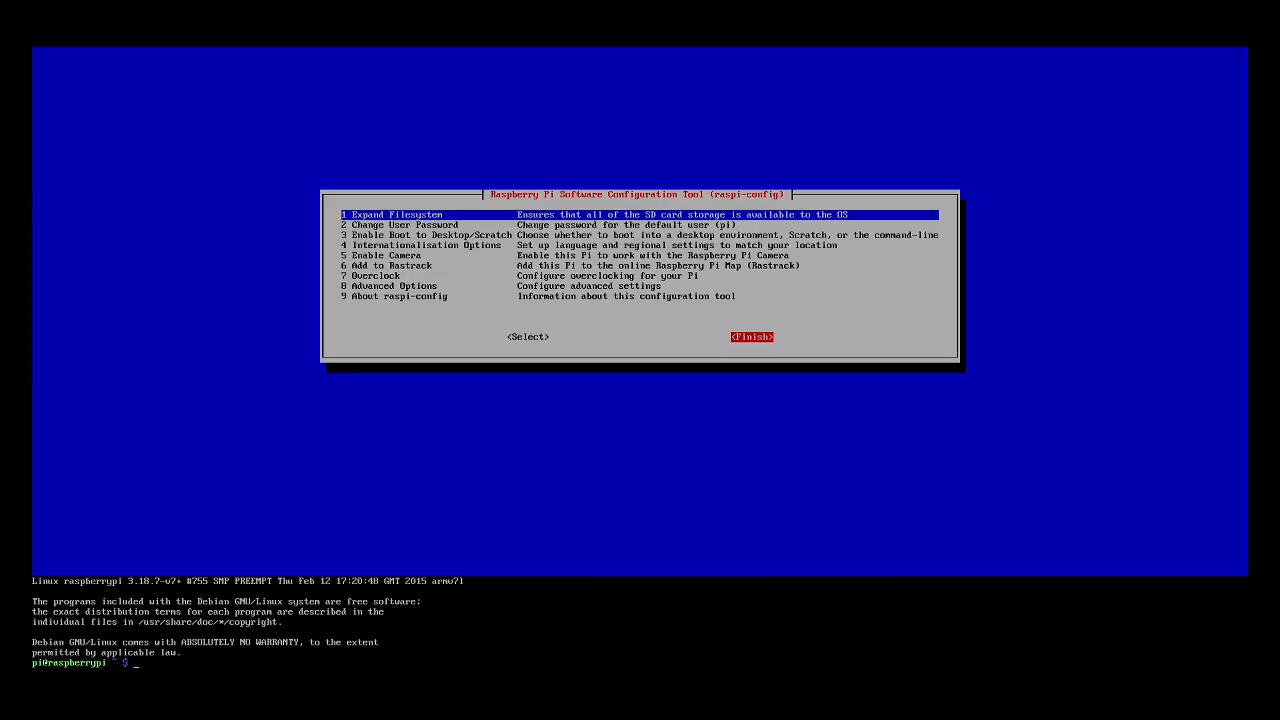 Raspberry Pi Software Configuration Tool (raspi-config)
1 Expand Filesystem Ensures that all of the SD card storage is available to the OS
2 Change User Password Change password for the default user (pi)
3 Enable Boot to Desktop/Scratch Choose whether to boot into a desktop environment, Scratch, or the command-line
4 Internationalisation Options Set up language and regional settings to match your location
5 Enable Camera Enable this Pi to work with the Raspberry Pi Camera
6 Add to Rastrack Add this Pi to the online Raspberry Pi Map (Rastrack)
7 Overclock Configure overclocking for your Pi
8 Advanced Options Configure advanced settings
9 About raspi-config Information about this configuration tool
<Select> <Finish>
Linux raspberrypi 3.18.7-v7+ #755 SMP PREEMPT Thu Feb 12 17:20:48 GMT 2015 armv7l
The programs included with the Debian GNU/Linux system are free software;
the exact distribution terms for each program are described in the
individual files in /usr/share/doc/*/copyright.
Debian GNU/Linux comes with ABSOLUTELY NO WARRANTY, to the extent
permitted by applicable law.
pi@raspberrypi ~ $ _